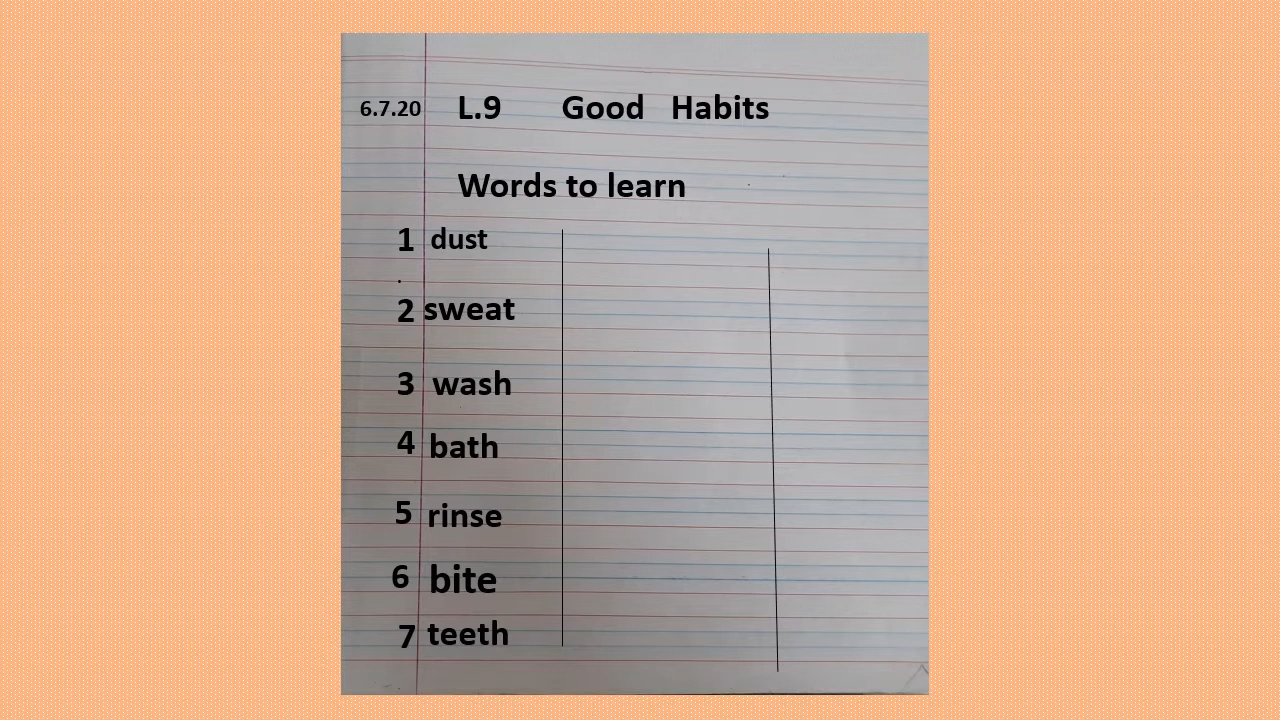 6.7.20 L.9 Good Habits
Words to learn
1 dust
.
2 sweat
3 wash
4 bath
5 rinse
6 bite
7 teeth